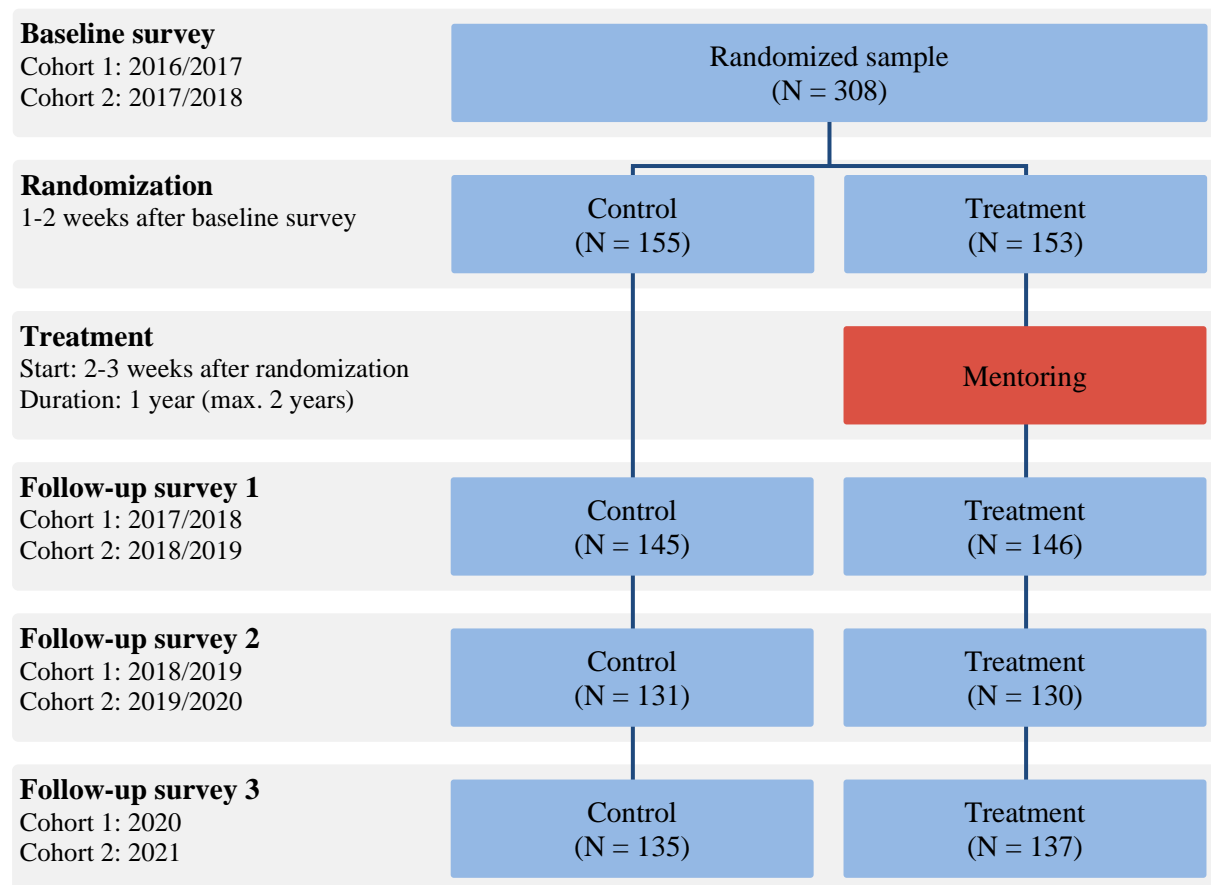 Baseline survey
Cohort 1: 2016/2017
Cohort 2: 2017/2018
Randomized sample
(N = 308)
Randomization
1-2 weeks after baseline survey
Control
(N = 155)
Treatment
(N = 153)
Treatment
Start: 2-3 weeks after randomization
Duration: 1 year (max. 2 years)
Mentoring
Follow-up survey 1
Cohort 1: 2017/2018
Cohort 2: 2018/2019
Control
(N = 145)
Treatment
(N = 146)
Follow-up survey 2
Cohort 1: 2018/2019
Cohort 2: 2019/2020
Control
(N = 131)
Treatment
(N = 130)
Follow-up survey 3
Cohort 1: 2020
Cohort 2: 2021
Control
(N = 135)
Treatment
(N = 137)